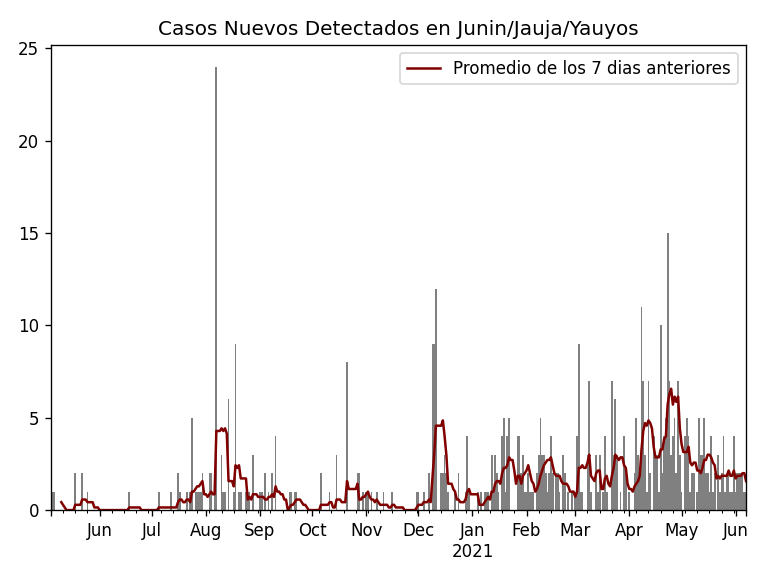 Casos Nuevos Detectados en Junin/Jauja/Yauyos
Promedio de los 7 dias anteriores
25
20
15
10
5
0
Jun Jul Aug Sep Oct Nov Dec Jan Feb Mar Apr May Jun
2021